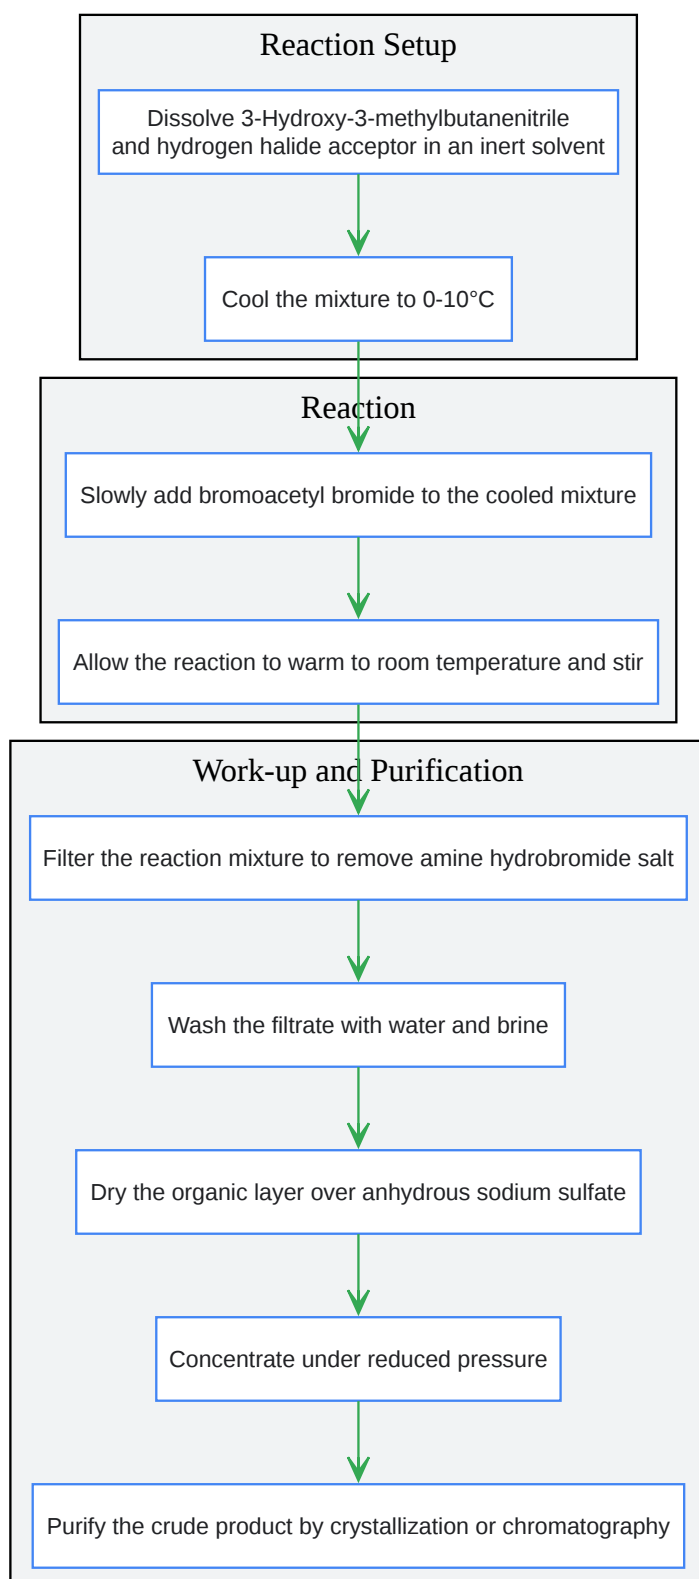 Reaction Setup
Dissolve 3-Hydroxy-3-methylbutanenitrile
and hydrogen halide acceptor in an inert solvent
Cool the mixture to 0-10°C
Reaction
Slowly add bromoacetyl bromide to the cooled mixture
Allow the reaction to warm to room temperature and stir
Work-up and Purification
Filter the reaction mixture to remove amine hydrobromide salt
Wash the filtrate with water and brine
Dry the organic layer over anhydrous sodium sulfate
Concentrate under reduced pressure
Purify the crude product by crystallization or chromatography